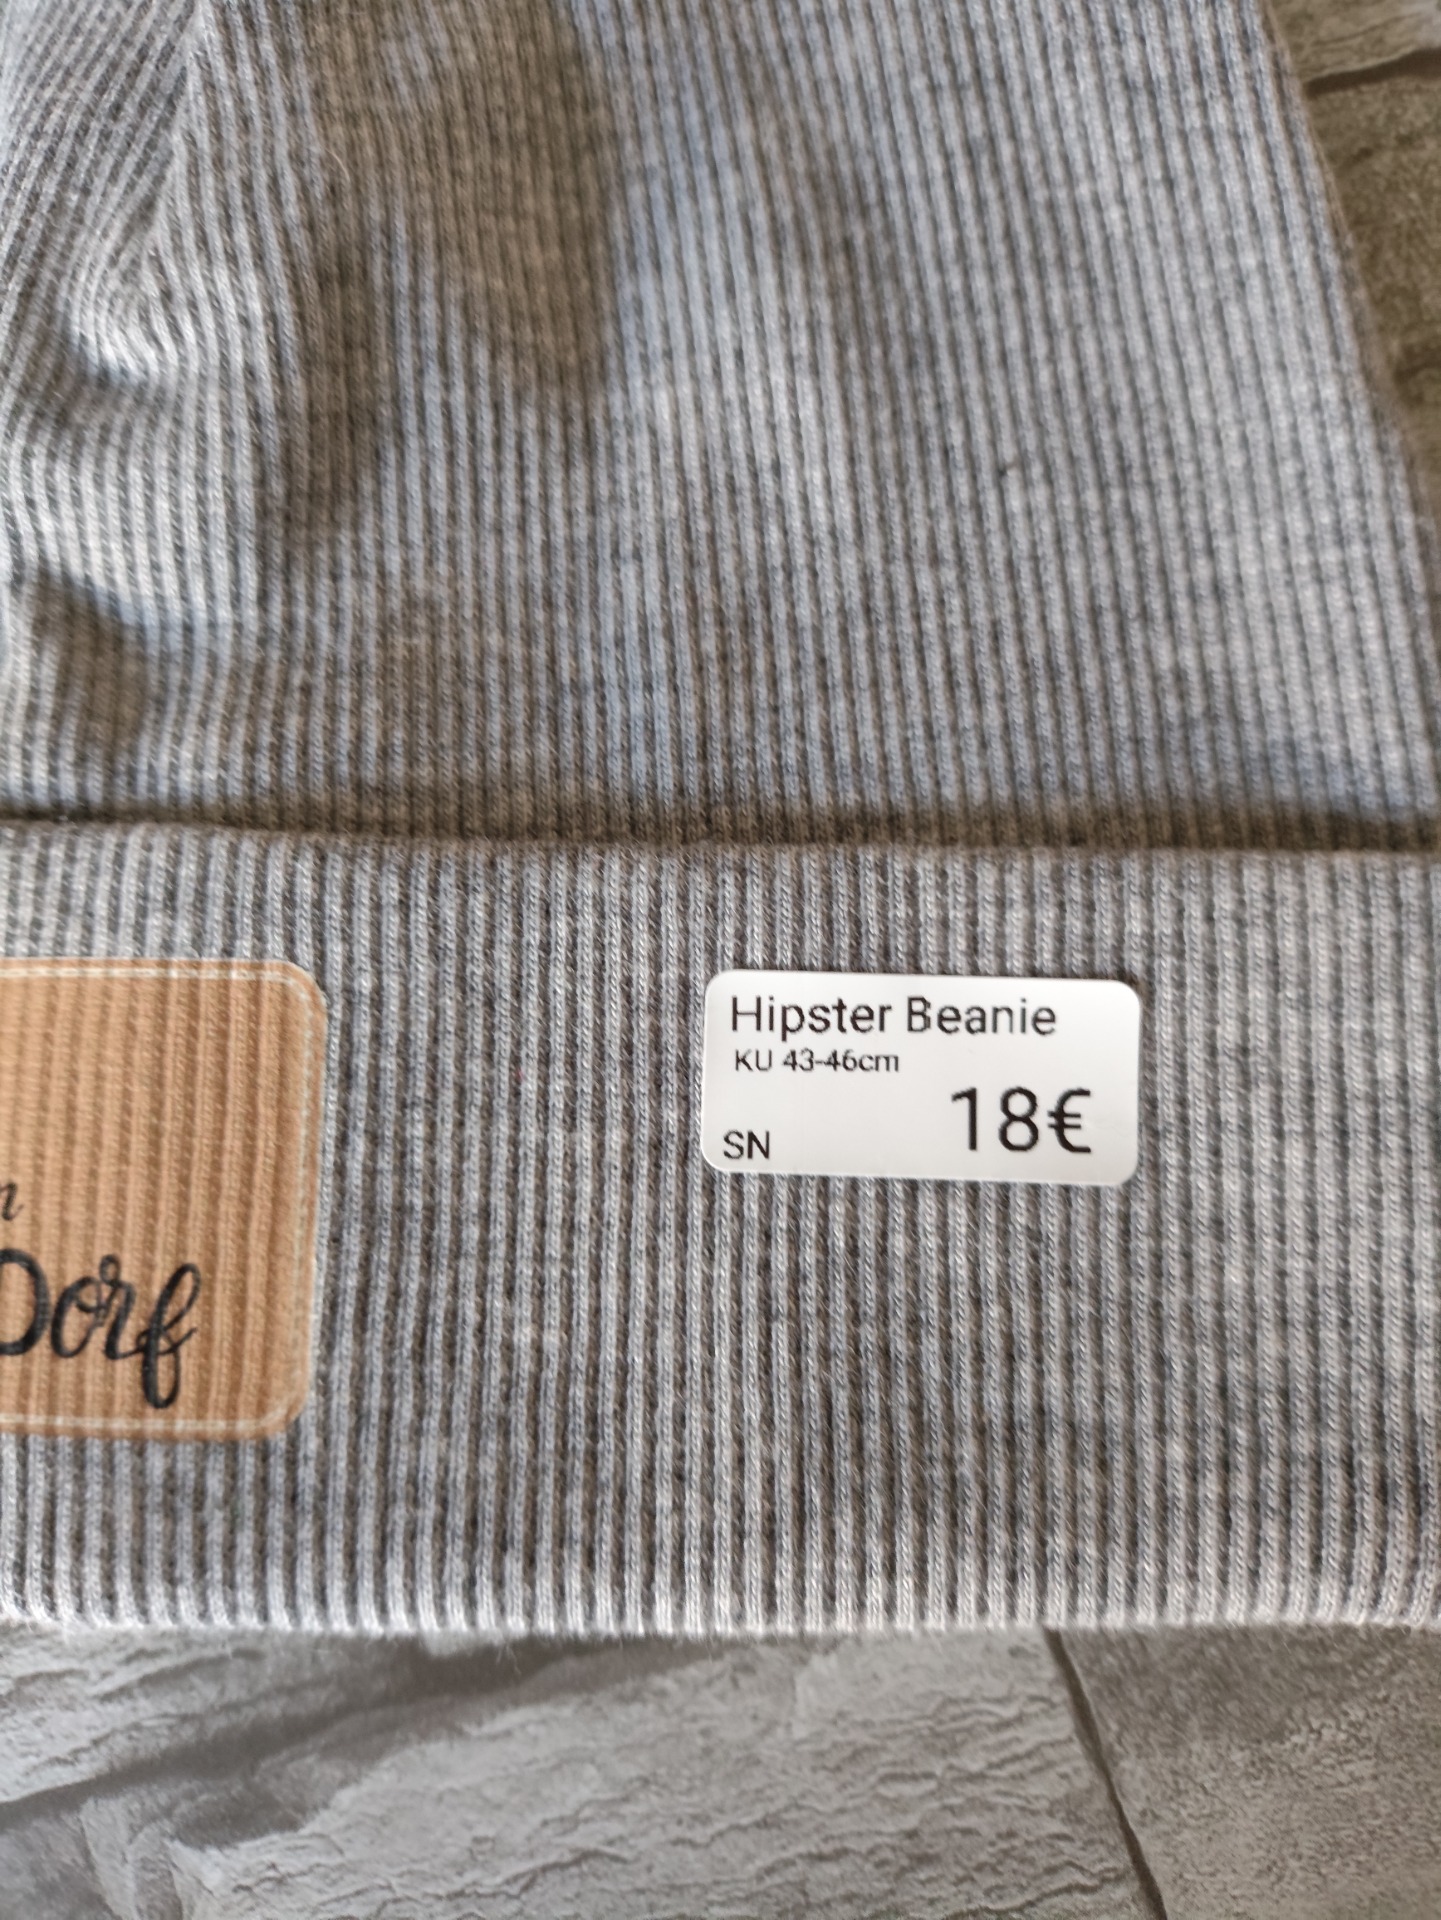 Hipster Beanie
KU 43-46cm
18€
SN
Dorf